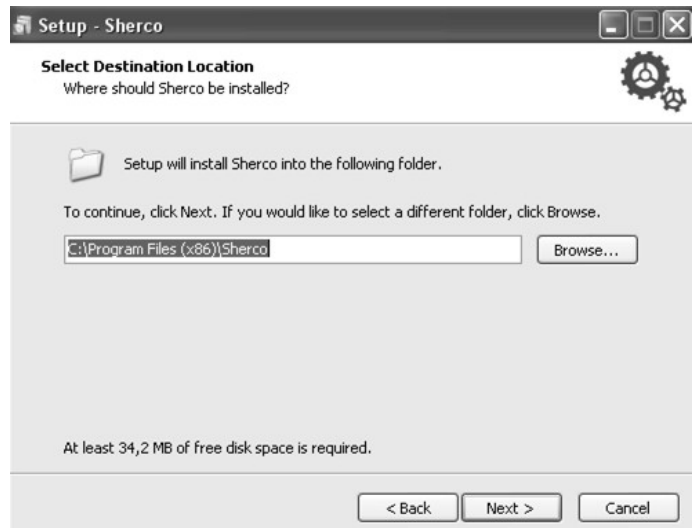 Setup - Sherco
Select Destination Location
Where should Sherco be installed?
Setup will install Sherco into the following folder.
To continue, click Next. If you would like to select a different folder, click Browse.
C:\Program Files (x86)\Sherco
Browse...
At least 34,2 MB of free disk space is required.
< Back
Next >
Cancel